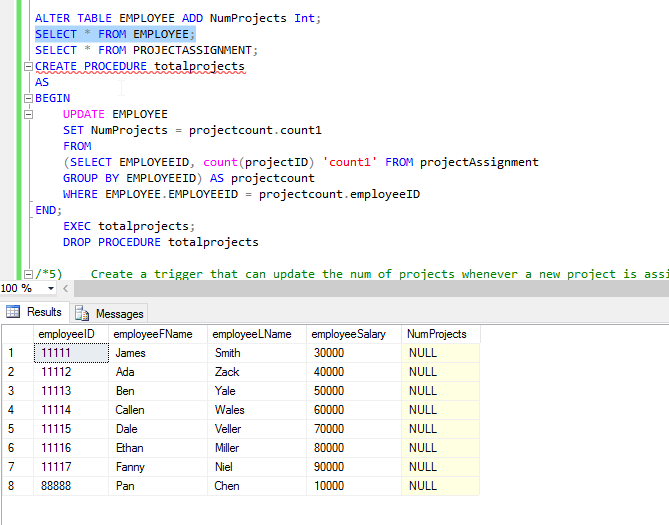 ALTER TABLE EMPLOYEE ADD NumProjects Int;
SELECT * FROM EMPLOYEE;
SELECT * FROM PROJECTASSIGNMENT;
CREATE PROCEDURE totalprojects
AS
BEGIN
UPDATE EMPLOYEE
SET NumProjects = projectcount.count1
FROM
(SELECT EMPLOYEEID, count(projectID) 'count1' FROM projectAssignment
GROUP BY EMPLOYEEID) AS projectcount
WHERE EMPLOYEE.EMPLOYEEID = projectcount.employeeID
END;
EXEC totalprojects;
DROP PROCEDURE totalprojects
/*5) Create a trigger that can update the num of projects whenever a new project is assi
100 %
Results Messages
employeeID employeeFName employeeLName employeeSalary NumProjects
1 11111 James Smith 30000 NULL
2 11112 Ada Zack 40000 NULL
3 11113 Ben Yale 50000 NULL
4 11114 Callen Wales 60000 NULL
5 11115 Dale Veller 70000 NULL
6 11116 Ethan Miller 80000 NULL
7 11117 Fanny Niel 90000 NULL
8 88888 Pan Chen 10000 NULL